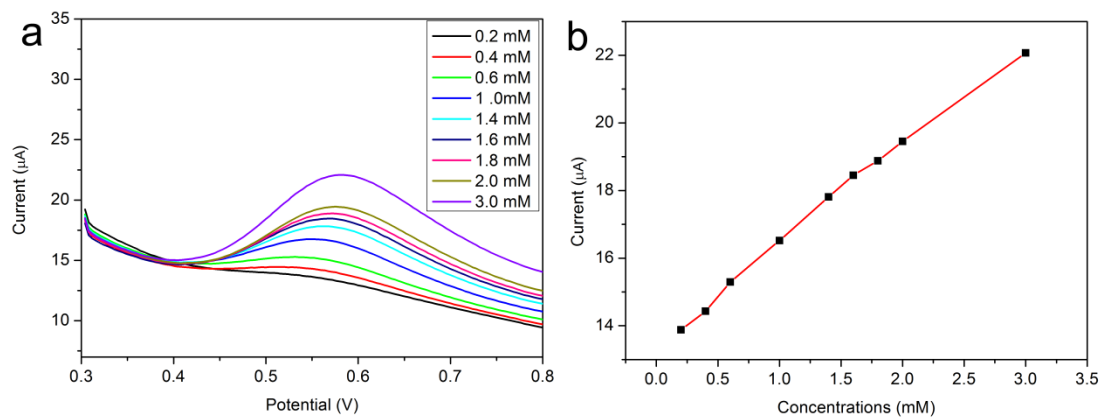 a
35
30
25
20
15
10
Current (μA)
0.3
0.4
0.5
0.6
0.7
0.8
Potential (V)
0.2 mM
0.4 mM
0.6 mM
1 .0mM
1.4 mM
1.6 mM
1.8 mM
2.0 mM
3.0 mM
b
22
20
18
16
14
Current (μA)
0.0
0.5
1.0
1.5
2.0
2.5
3.0
3.5
Concentrations (mM)